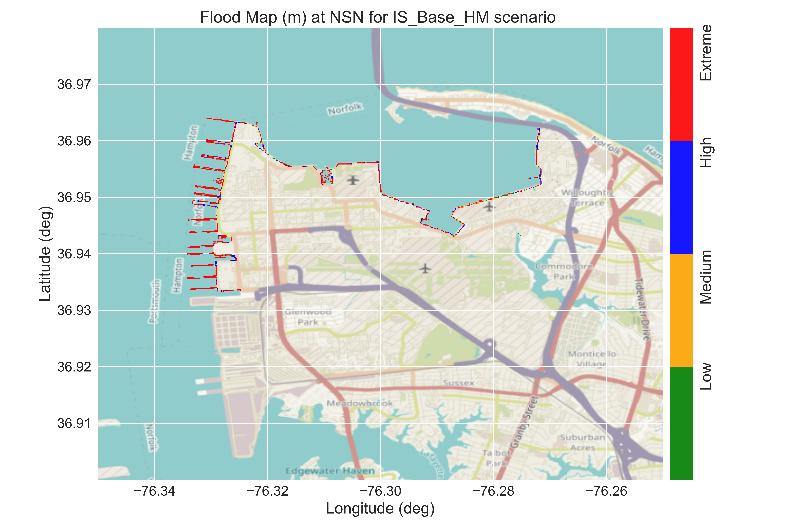 Flood Map (m) at NSN for IS_Base_HM scenario
Extreme
High
Medium
Low
36.97
36.96
36.95
36.94
36.93
36.92
36.91
Latitude (deg)
−76.34
−76.32
−76.30
−76.28
−76.26
Longitude (deg)
Norfolk
Norfolk
Hampton
Hampton
Portsmouth
Norfolk
Willoughby
Terrace
Commodore
Park
Tidewater Drive
Glenwood
Park
Monticello
Village
Sussex
Meadowbrook
Granby Street
Suburban
Acres
Talbot
Park
Edgewater Haven